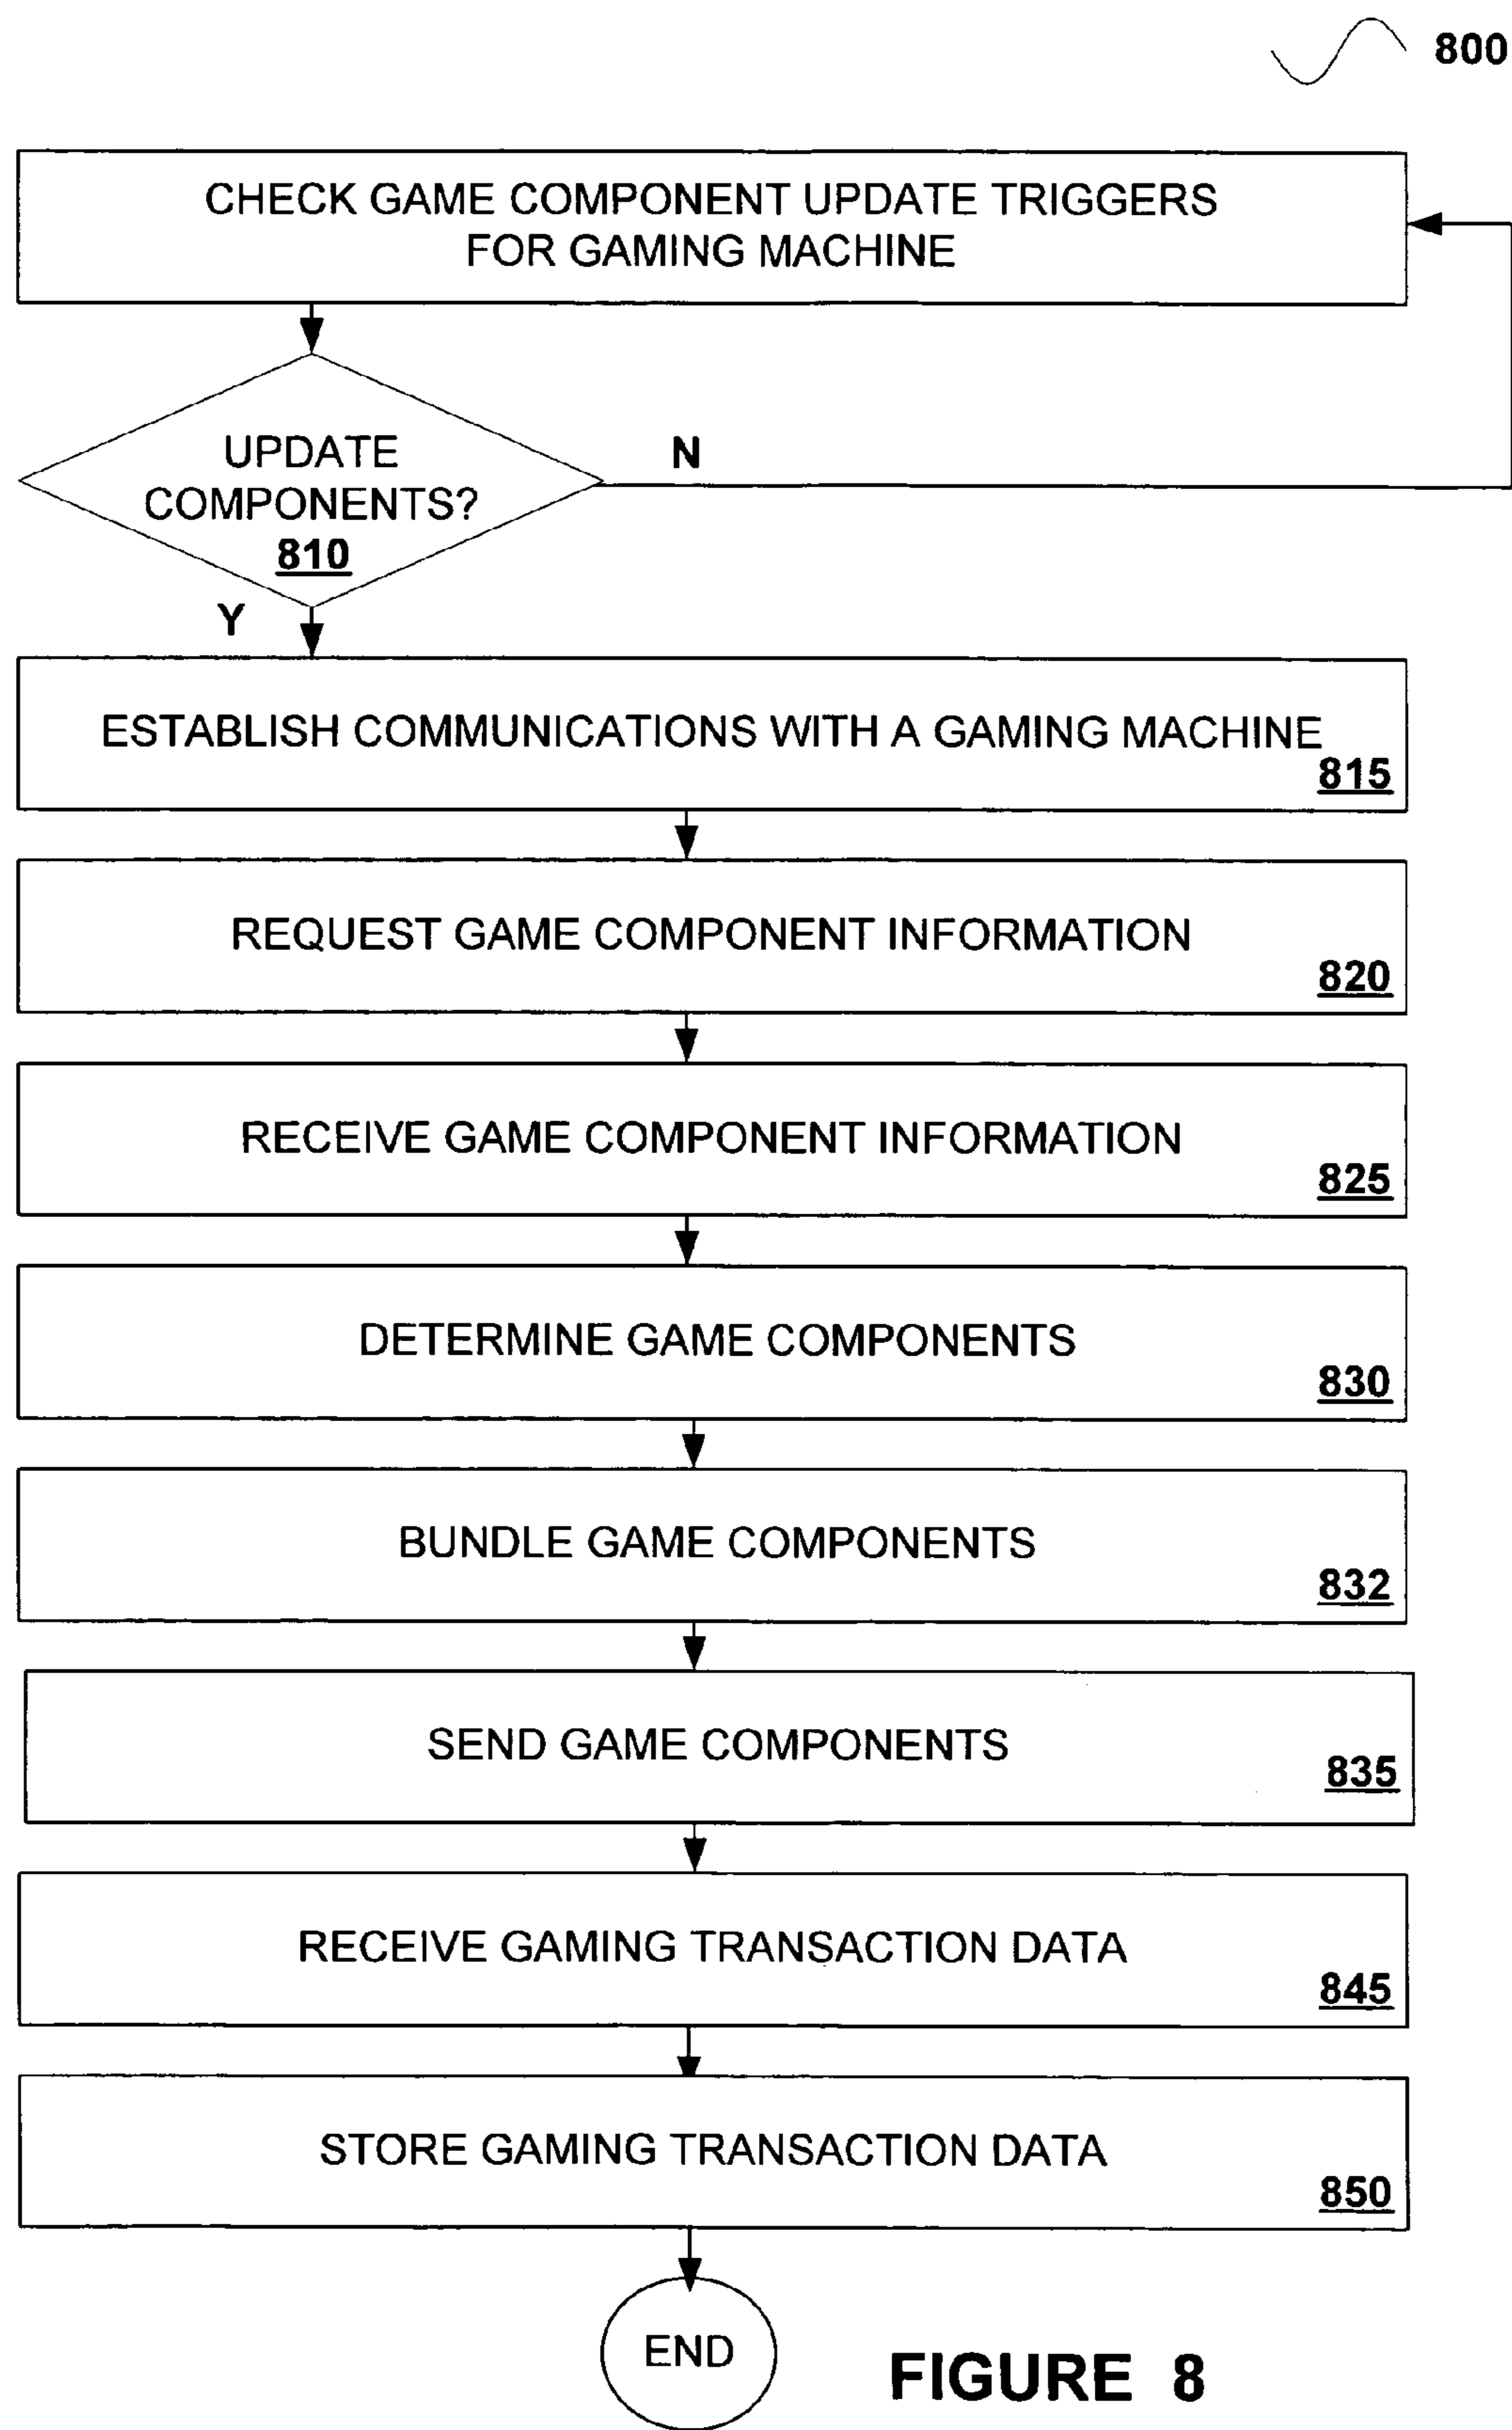 800
CHECK GAME COMPONENT UPDATE TRIGGERS
FOR GAMING MACHINE
UPDATE
COMPONENTS?
810
N
Y
ESTABLISH COMMUNICATIONS WITH A GAMING MACHINE
815
REQUEST GAME COMPONENT INFORMATION
820
RECEIVE GAME COMPONENT INFORMATION
825
DETERMINE GAME COMPONENTS
830
BUNDLE GAME COMPONENTS
832
SEND GAME COMPONENTS
835
RECEIVE GAMING TRANSACTION DATA
845
STORE GAMING TRANSACTION DATA
850
END
FIGURE 8